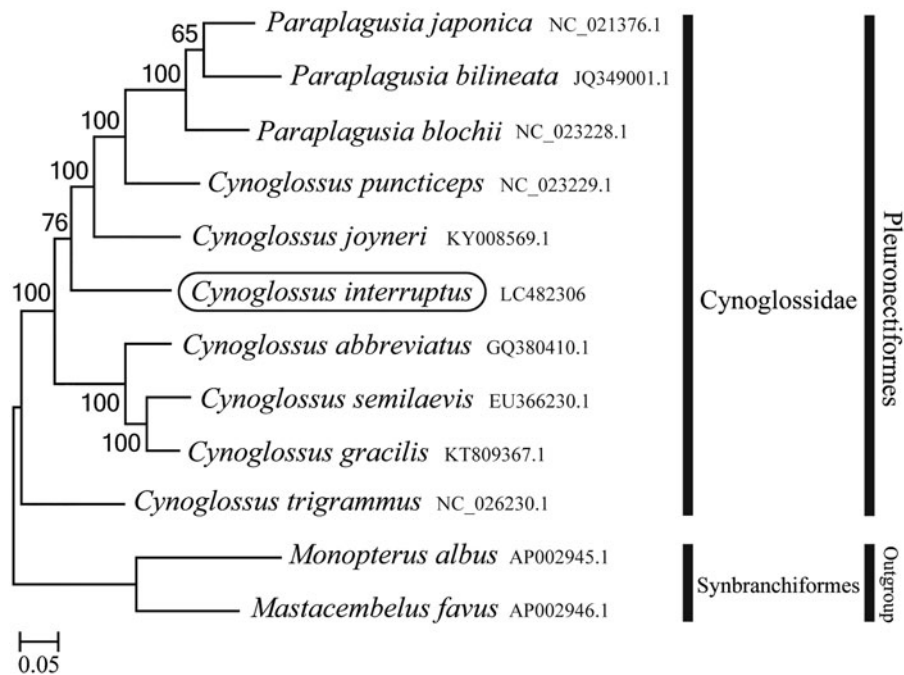 65
Paraplagusia japonica NC_021376.1
100
Paraplagusia bilineata JQ349001.1
100
Paraplagusia blochii NC_023228.1
100
Cynoglossus puncticeps NC_023229.1
76
Cynoglossus joyneri KY008569.1
100
Cynoglossus interruptus LC482306
Cynoglossus abbreviatus GQ380410.1
100
Cynoglossus semilaevis EU366230.1
100
Cynoglossus gracilis KT809367.1
Cynoglossus trigrammus NC_026230.1
Monopterus albus AP002945.1
Mastacembelus favus AP002946.1
Cynoglossidae
Pleuronectiformes
Synbranchiformes
Outgroup
0.05